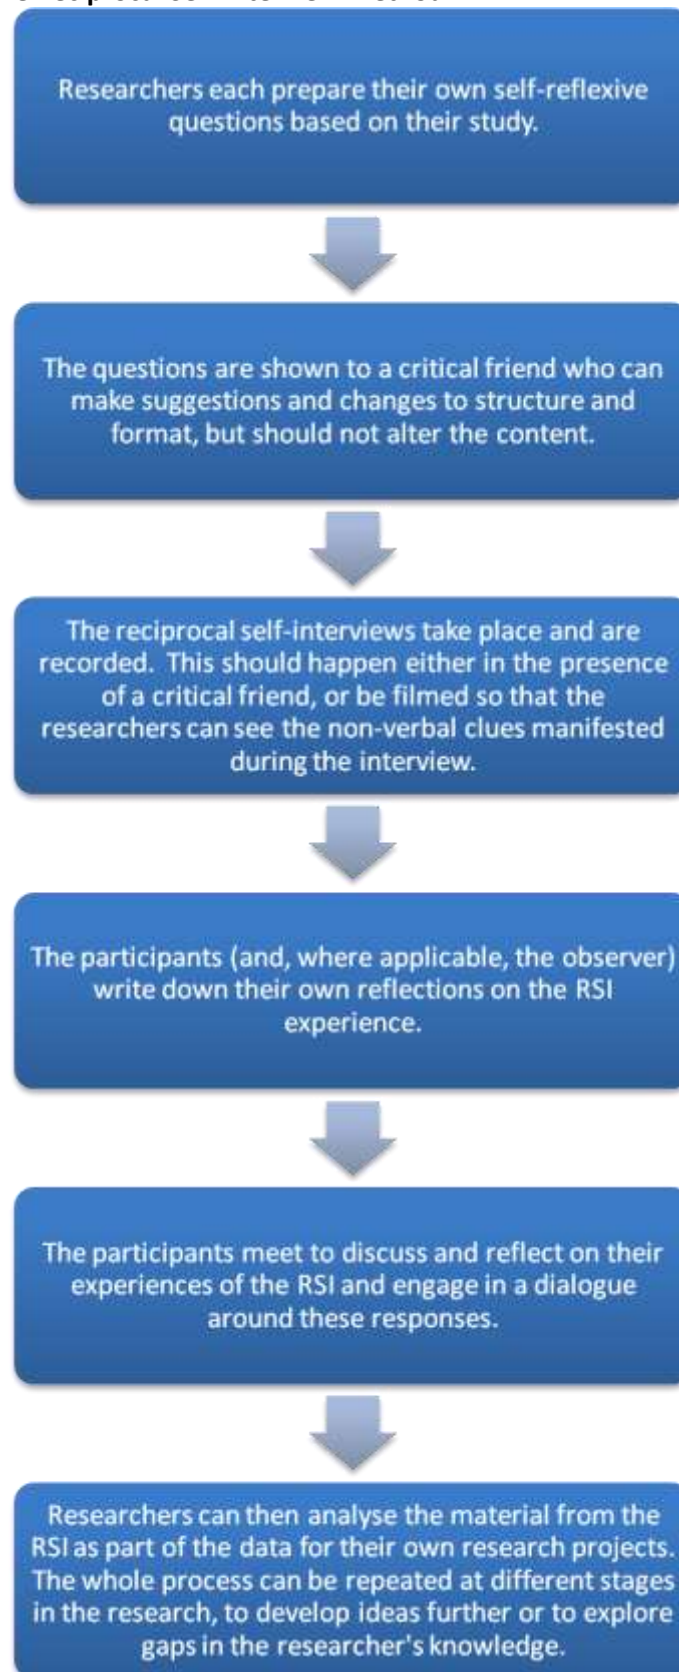 Researchers each prepare their own self-reflexive
questions based on their study.
The questions are shown to a critical friend who can
make suggestions and changes to structure and
format, but should not alter the content.
The reciprocal self-interviews take place and are
recorded.  This should happen either in the presence
of a critical friend, or be filmed so that the
researchers can see the non-verbal clues manifested
during the interview.
The participants (and, where applicable, the observer)
write down their own reflections on the RSI
experience.
The participants meet to discuss and reflect on their
experiences of the RSI and engage in a dialogue
around these responses.
Researchers can then analyse the material from the
RSI as part of the data for their own research projects.
The whole process can be repeated at different stages
in the research, to develop ideas further or to explore
gaps in the researcher's knowledge.